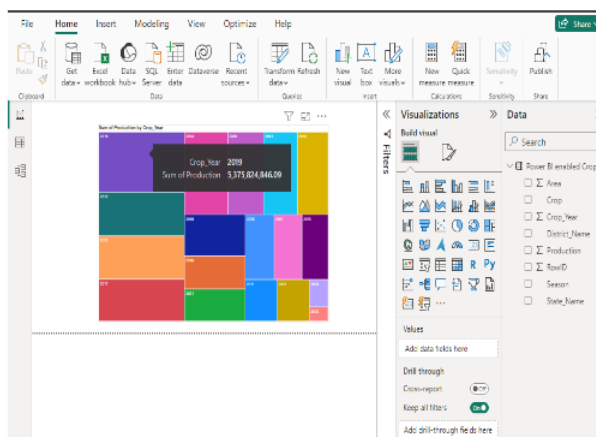 File Home Insert Modeling View Optimize Help Share
Paste
Get data
Excel workbook
Data hub
SQL Server
Enter data
Dataverse
Recent sources
Transform data
Refresh
New visual
Text box
More visuals
New measure
Quick measure
Sensitivity
Publish
Clipboard Data Queries Insert Calculations Sensitivity Share
Sum of Production by Crop_Year
Crop_Year 2019
Sum of Production 5,375,824,846.09
Filters
Visualizations
Build visual
R Py
Values
Add data fields here
Drill through
Cross-report Off
Keep all filters On
Add drill-through fields here
Data
Search
Power BI enabled Crop
Area
Crop
Crop_Year
District_Name
Production
RowID
Season
State_Name